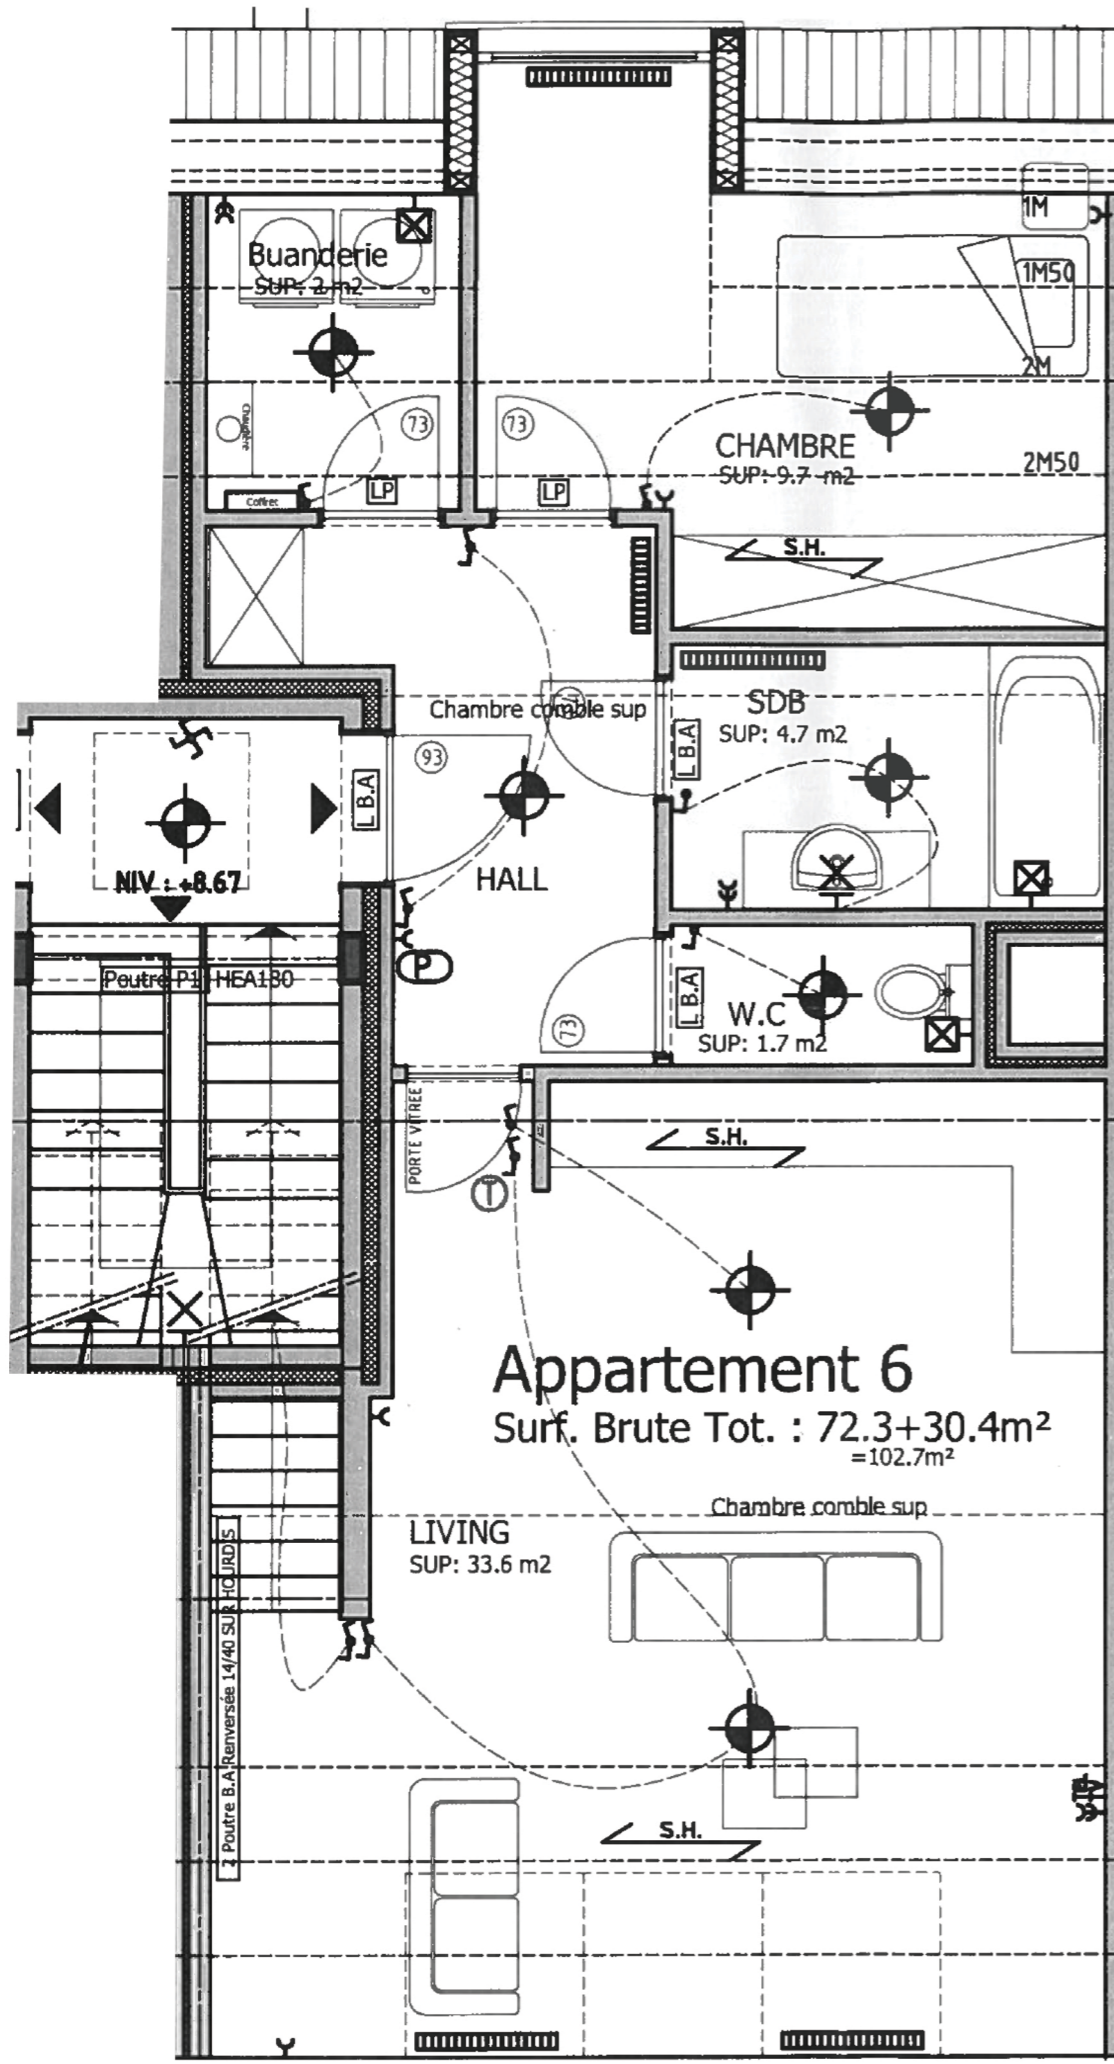 1M
Buanderie
SUP: 2 m2
1M50
2M
Chaudière
73
73
CHAMBRE
SUP: 9.7 m2
2M50
LP
LP
Coffret
S.H.
Chambre comble sup
SDB
SUP: 4.7 m2
93
L B.A
L B.A
NIV : +8.67
HALL
P
Poutre P1 HEA180
L B.A
W.C
SUP: 1.7 m2
73
PORTE VITREE
S.H.
T
Appartement 6
Surf. Brute Tot. : 72.3+30.4m²
=102.7m²
Chambre comble sup
LIVING
SUP: 33.6 m2
2 Poutre B.A Renversée 14/40 SUR HOURDIS
S.H.